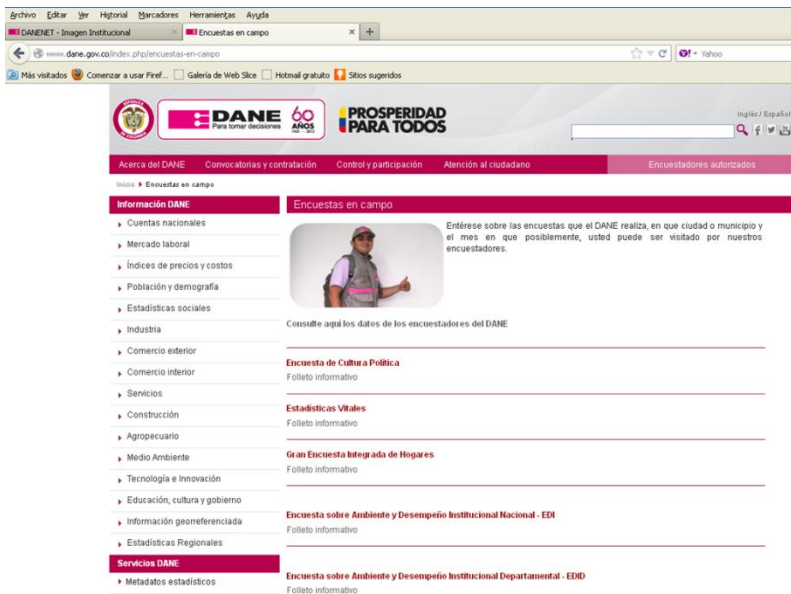 Archivo Editar Ver Historial Marcadores Herramientas Ayuda
DANENET - Imagen Institucional
Encuestas en campo
www.dane.gov.co/index.php/encuestas-en-campo
Yahoo
Más visitados Comenzar a usar Firef... Galería de Web Slice Hotmail gratuito Sitios sugeridos
DANE
Para tomar decisiones
60
AÑOS
PROSPERIDAD
PARA TODOS
Inglés / Español
Acerca del DANE Convocatorias y contratación Control y participación Atención al ciudadano Encuestadores autorizados
Inicio Encuestas en campo
Información DANE
Cuentas nacionales
Mercado laboral
Índices de precios y costos
Población y demografía
Estadísticas sociales
Industria
Comercio exterior
Comercio interior
Servicios
Construcción
Agropecuario
Medio Ambiente
Tecnología e Innovación
Educación, cultura y gobierno
Información georreferenciada
Estadísticas Regionales
Servicios DANE
Metadatos estadísticos
Encuestas en campo
Entérese sobre las encuestas que el DANE realiza, en que ciudad o municipio y
el mes en que posiblemente, usted puede ser visitado por nuestros
encuestadores.
Consulte aquí los datos de los encuestadores del DANE
Encuesta de Cultura Política
Folleto informativo
Estadísticas Vitales
Folleto informativo
Gran Encuesta Integrada de Hogares
Folleto informativo
Encuesta sobre Ambiente y Desempeño Institucional Nacional - EDI
Folleto informativo
Encuesta sobre Ambiente y Desempeño Institucional Departamental - EDID
Folleto informativo